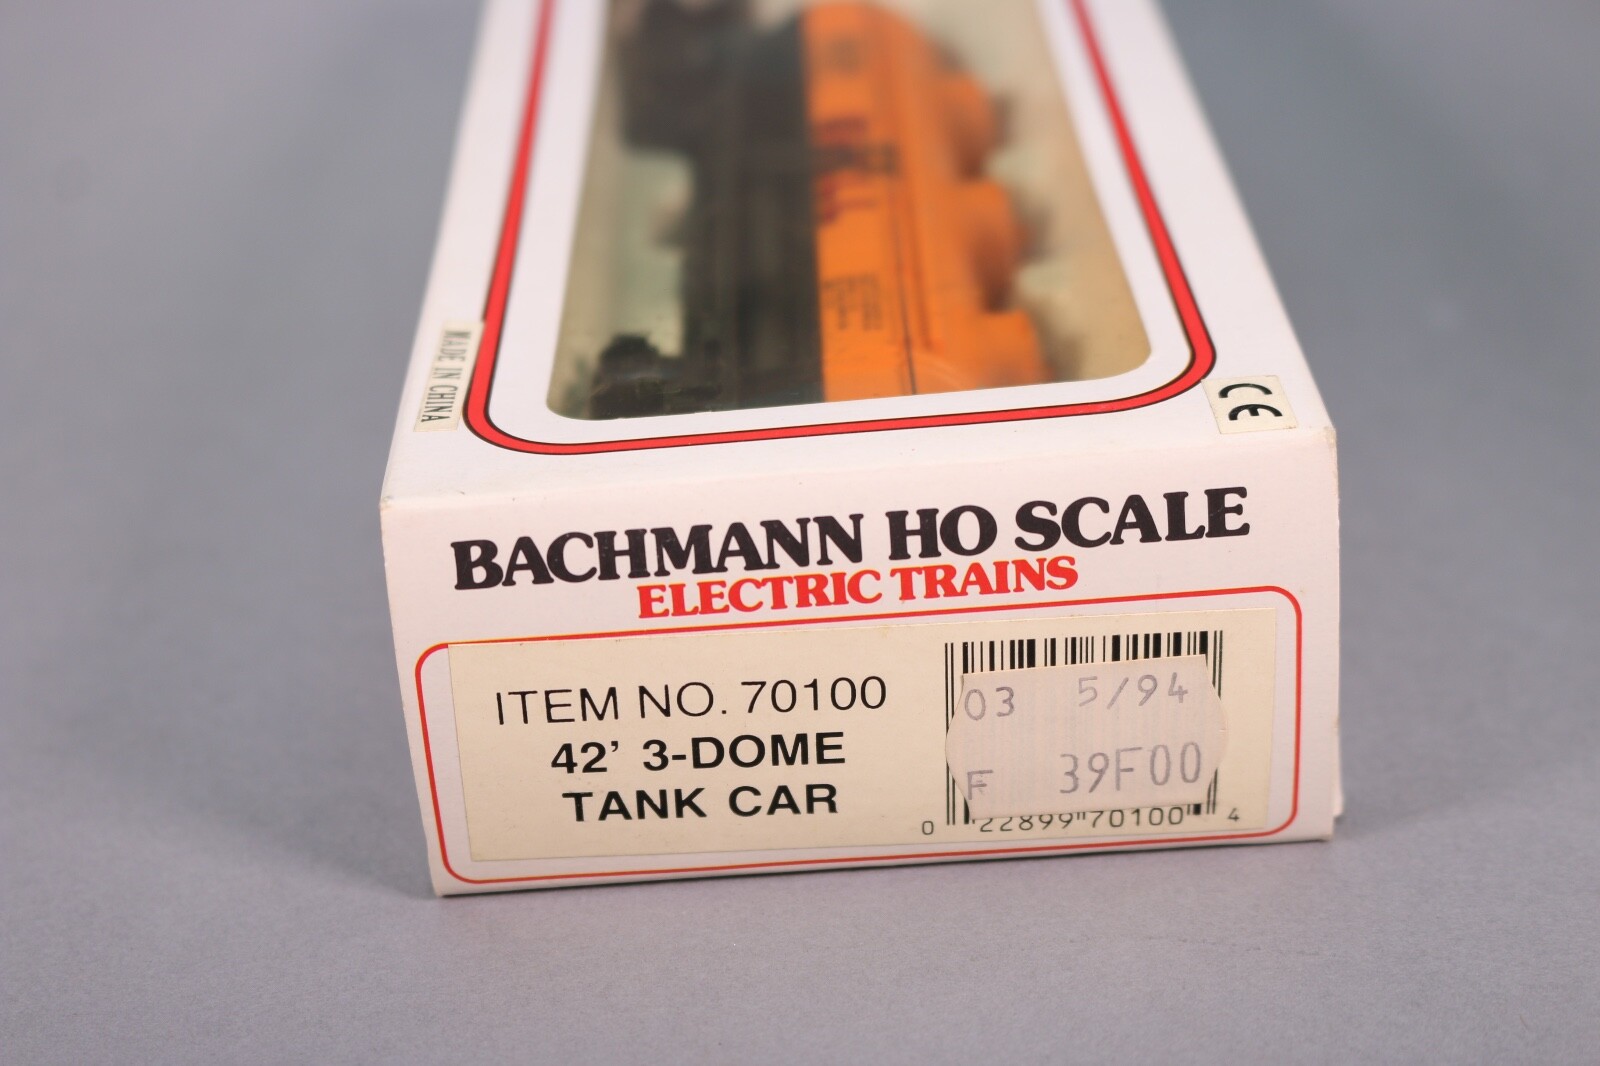 MADE IN CHINA
CE
BACHMANN HO SCALE
ELECTRIC TRAINS
ITEM NO. 70100
42' 3-DOME
TANK CAR
03 5/94
F 39F00
0 22899 70100 4